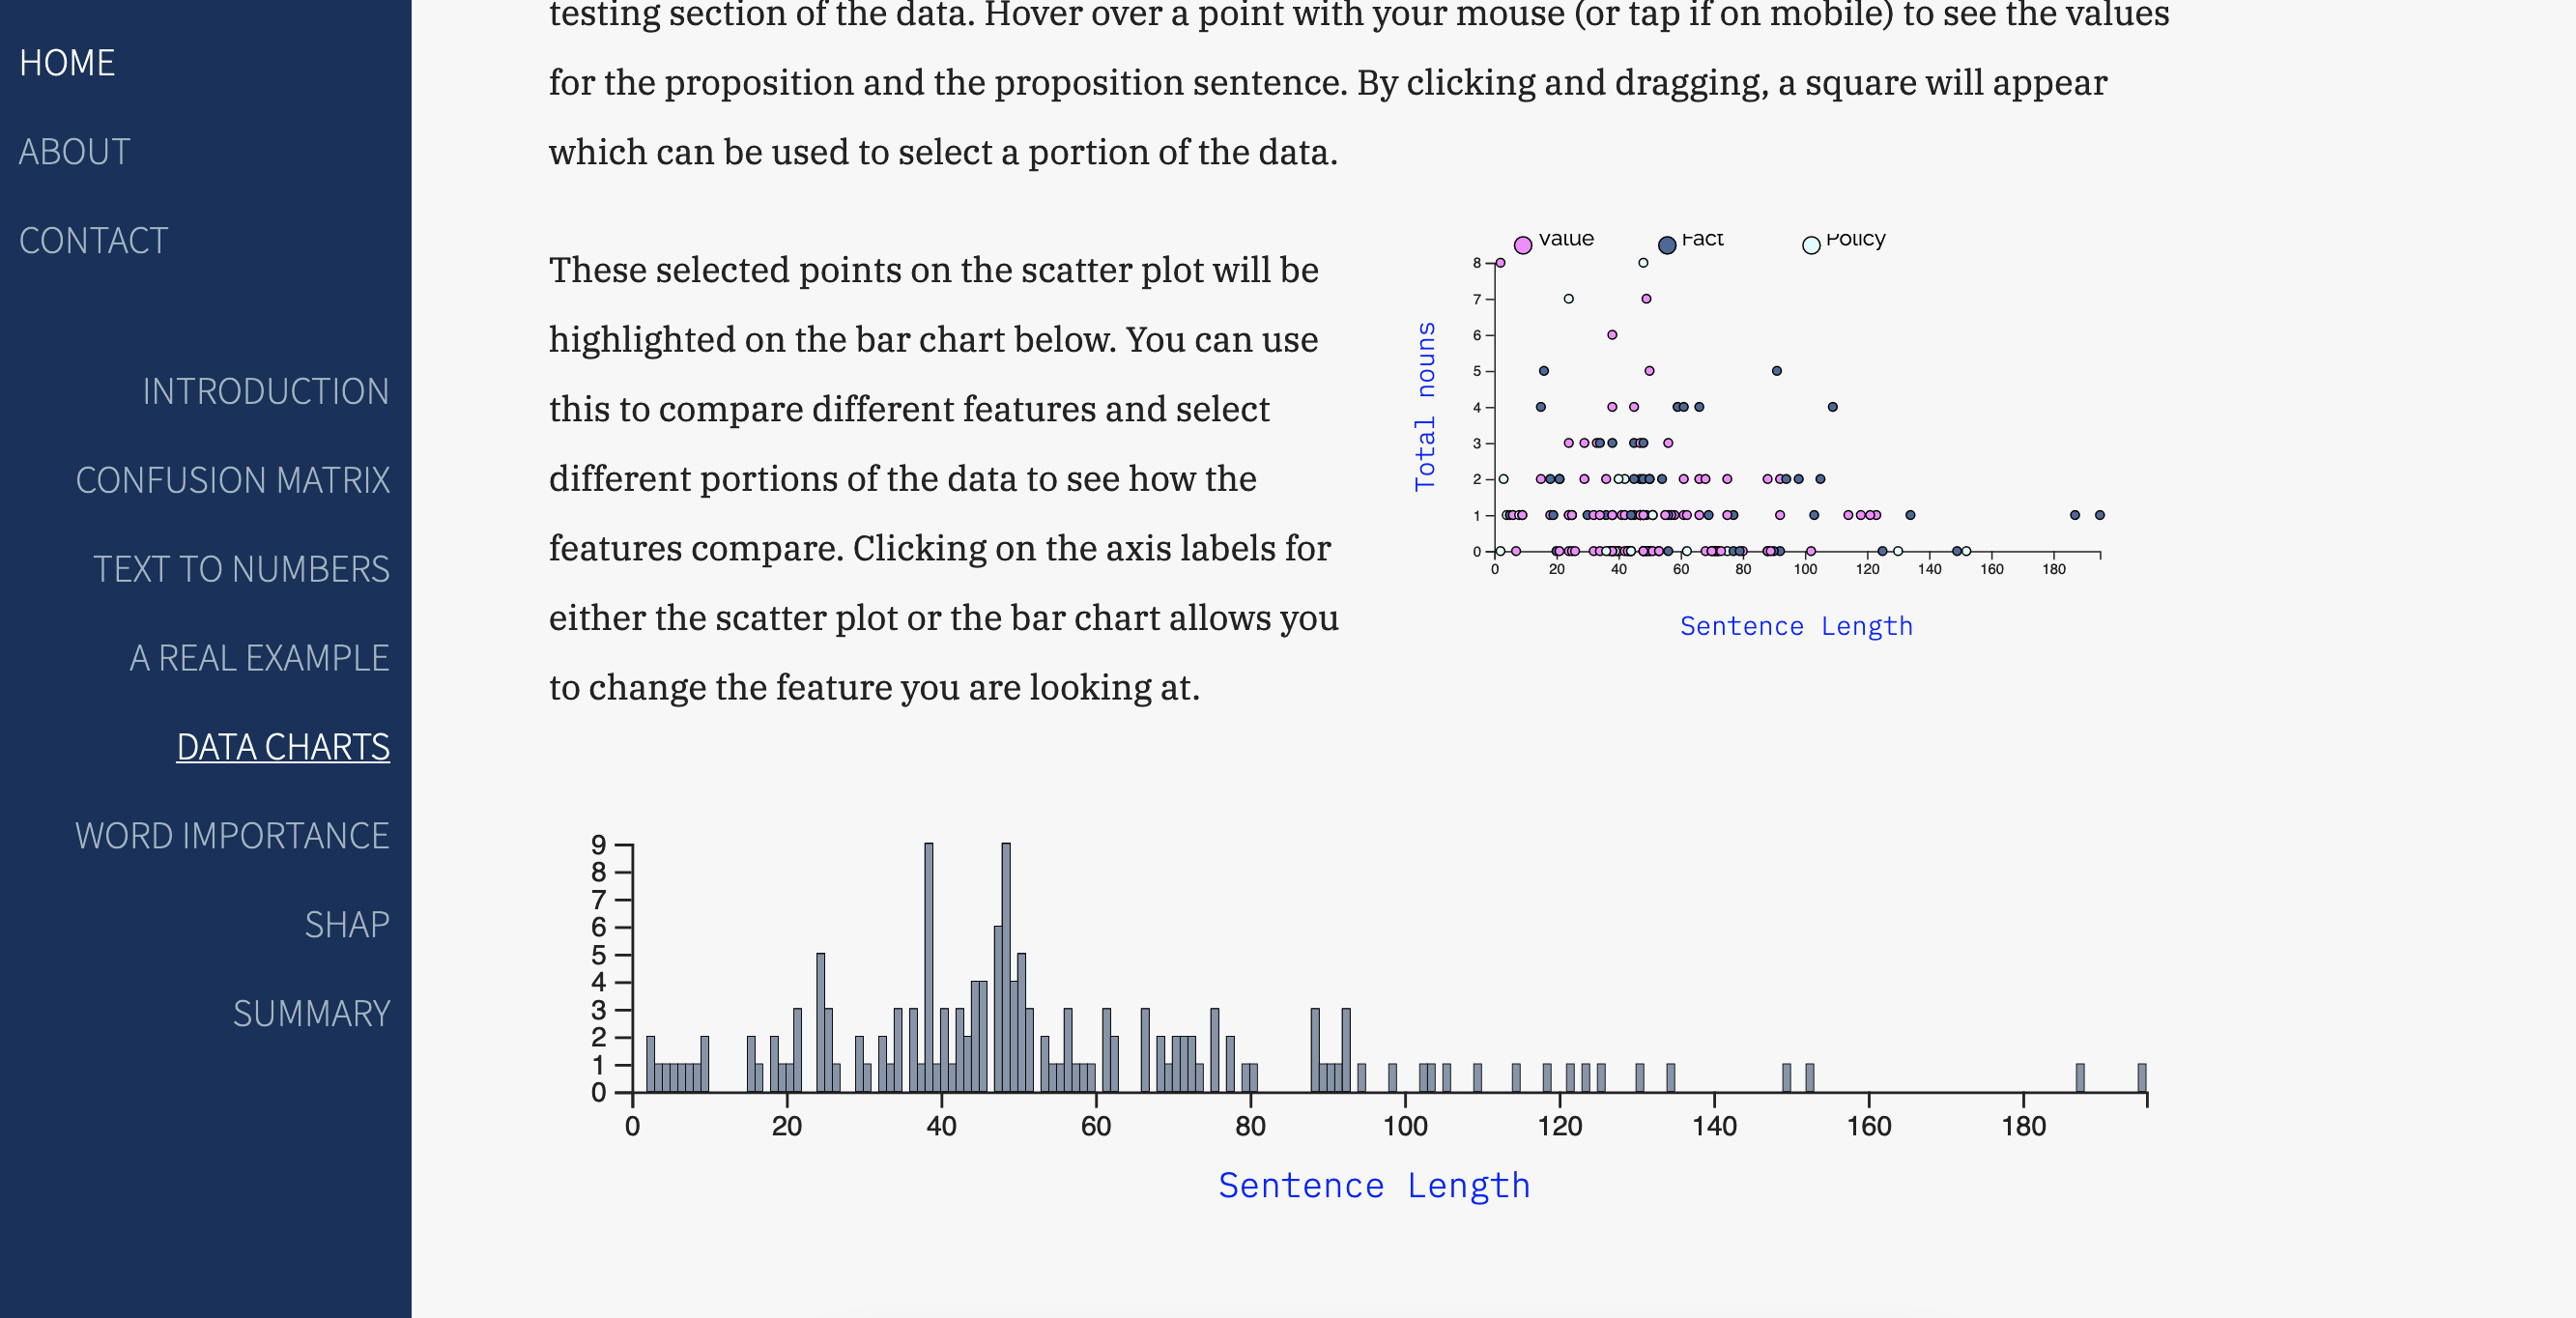 HOME
ABOUT
CONTACT
INTRODUCTION
CONFUSION MATRIX
TEXT TO NUMBERS
A REAL EXAMPLE
DATA CHARTS
WORD IMPORTANCE
SHAP
SUMMARY
testing section of the data. Hover over a point with your mouse (or tap if on mobile) to see the values
for the proposition and the proposition sentence. By clicking and dragging, a square will appear
which can be used to select a portion of the data.
These selected points on the scatter plot will be
highlighted on the bar chart below. You can use
this to compare different features and select
different portions of the data to see how the
features compare. Clicking on the axis labels for
either the scatter plot or the bar chart allows you
to change the feature you are looking at.
Value Fact Policy
8
7
6
5
4
3
2
1
0
Total nouns
0 20 40 60 80 100 120 140 160 180
Sentence Length
9
8
7
6
5
4
3
2
1
0
0 20 40 60 80 100 120 140 160 180
Sentence Length